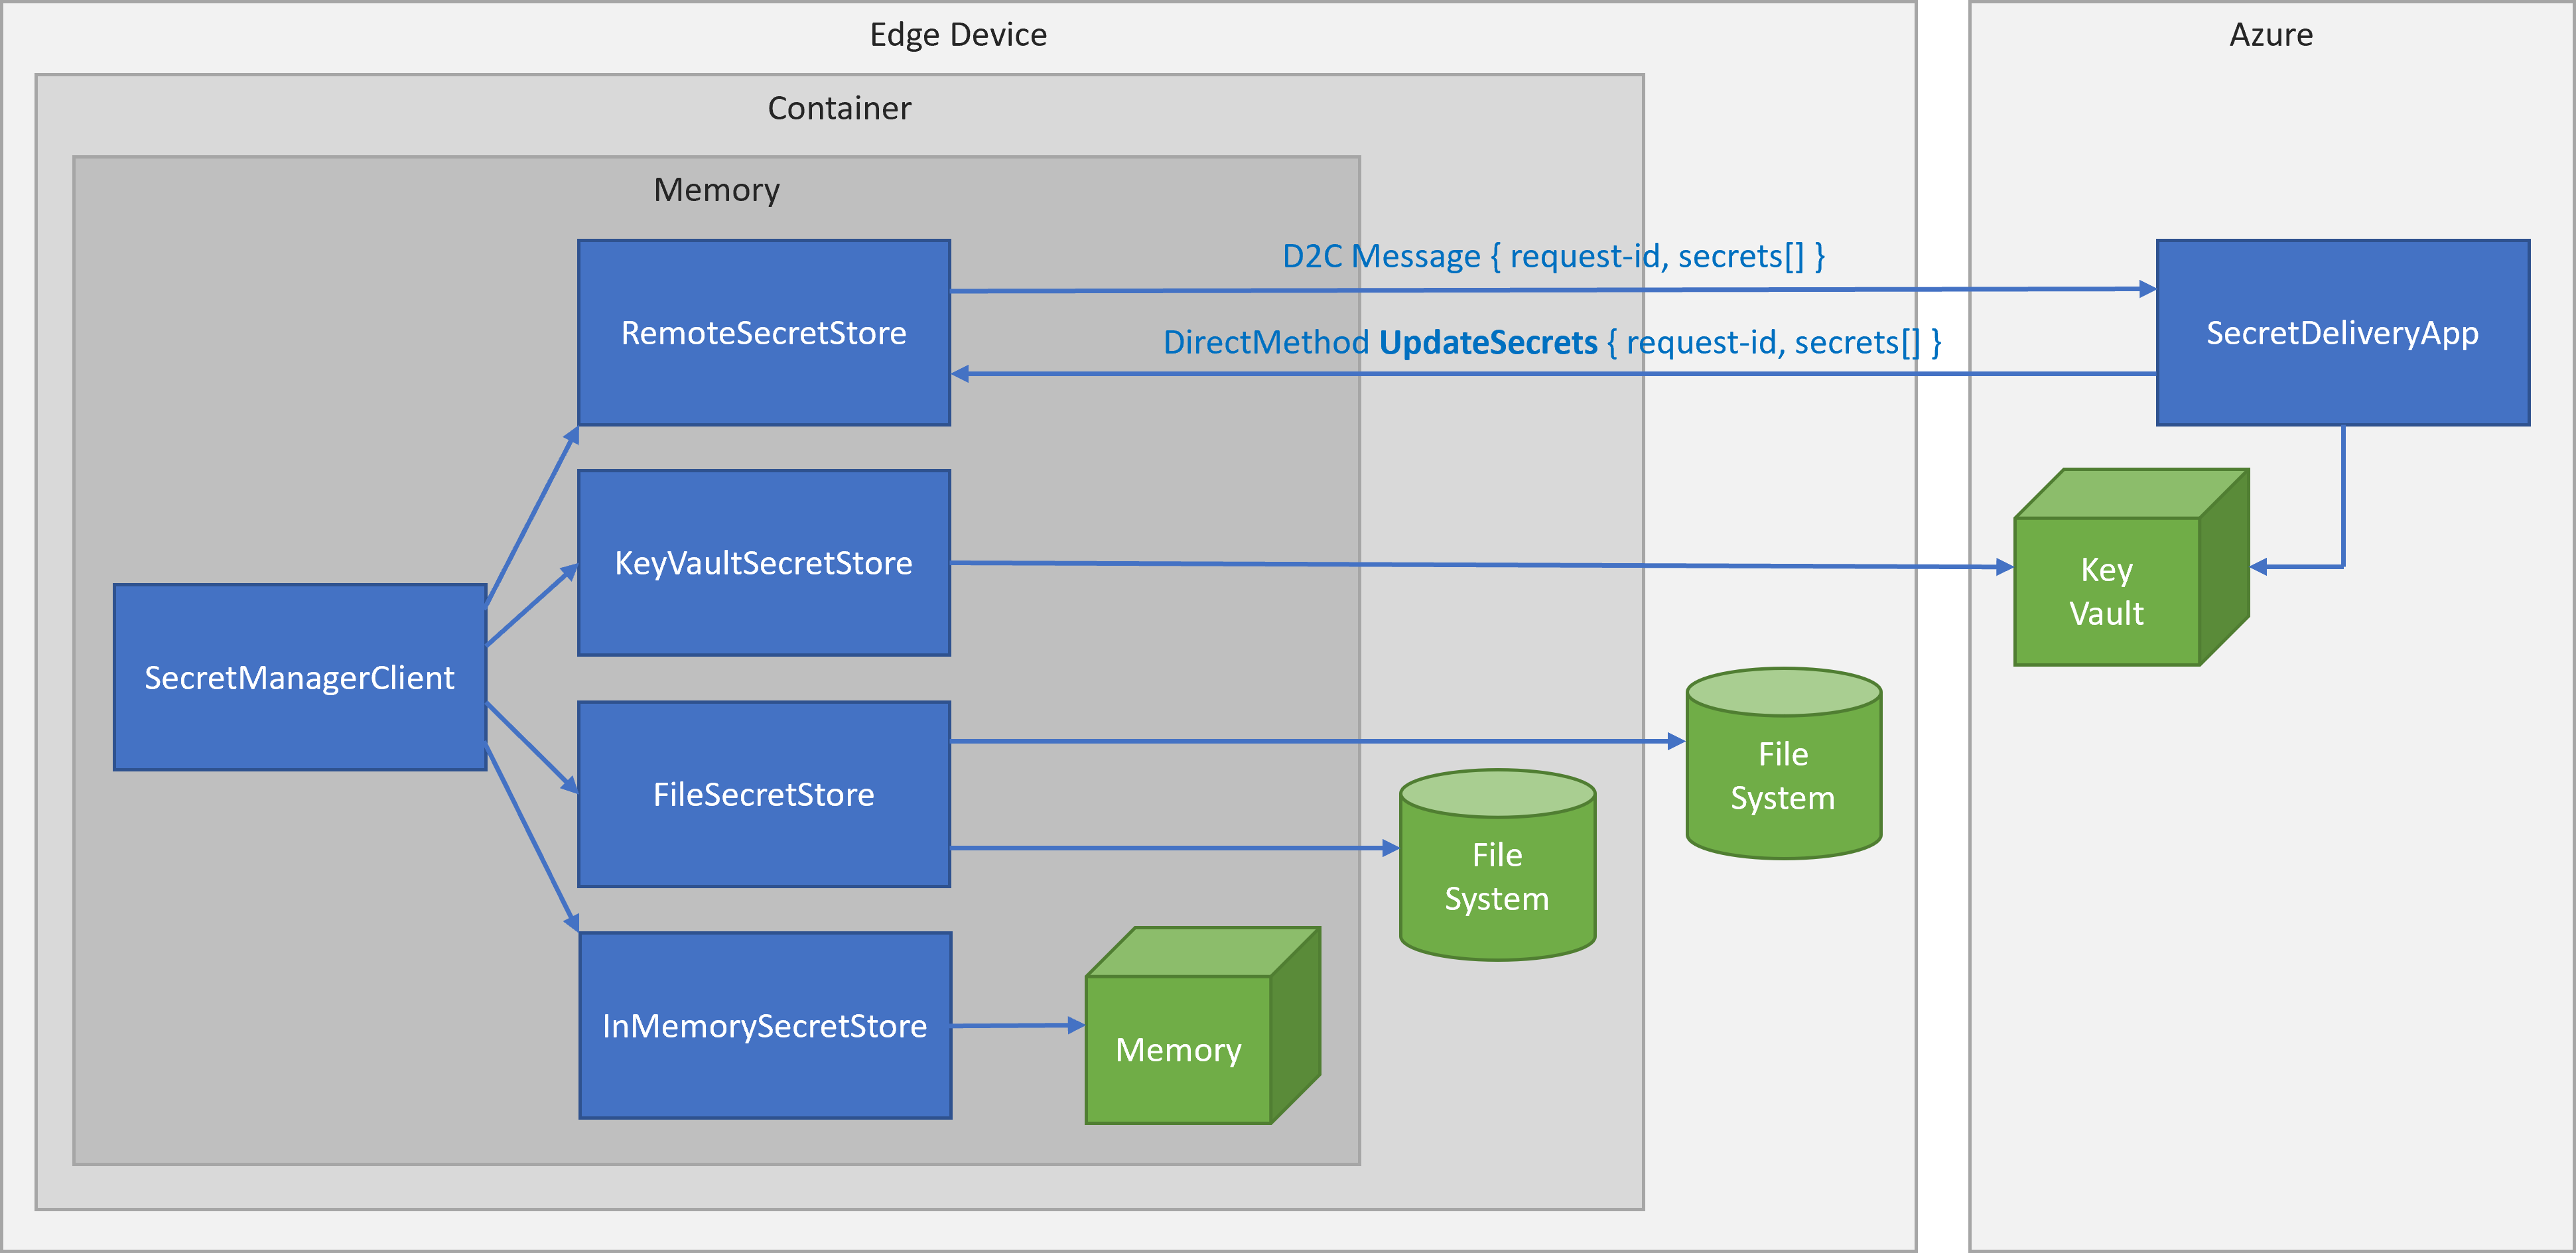 Edge Device
Azure
Container
Memory
D2C Message { request-id, secrets[] }
RemoteSecretStore
DirectMethod UpdateSecrets { request-id, secrets[] }
SecretDeliveryApp
KeyVaultSecretStore
Key
Vault
SecretManagerClient
FileSecretStore
File
System
File
System
InMemorySecretStore
Memory